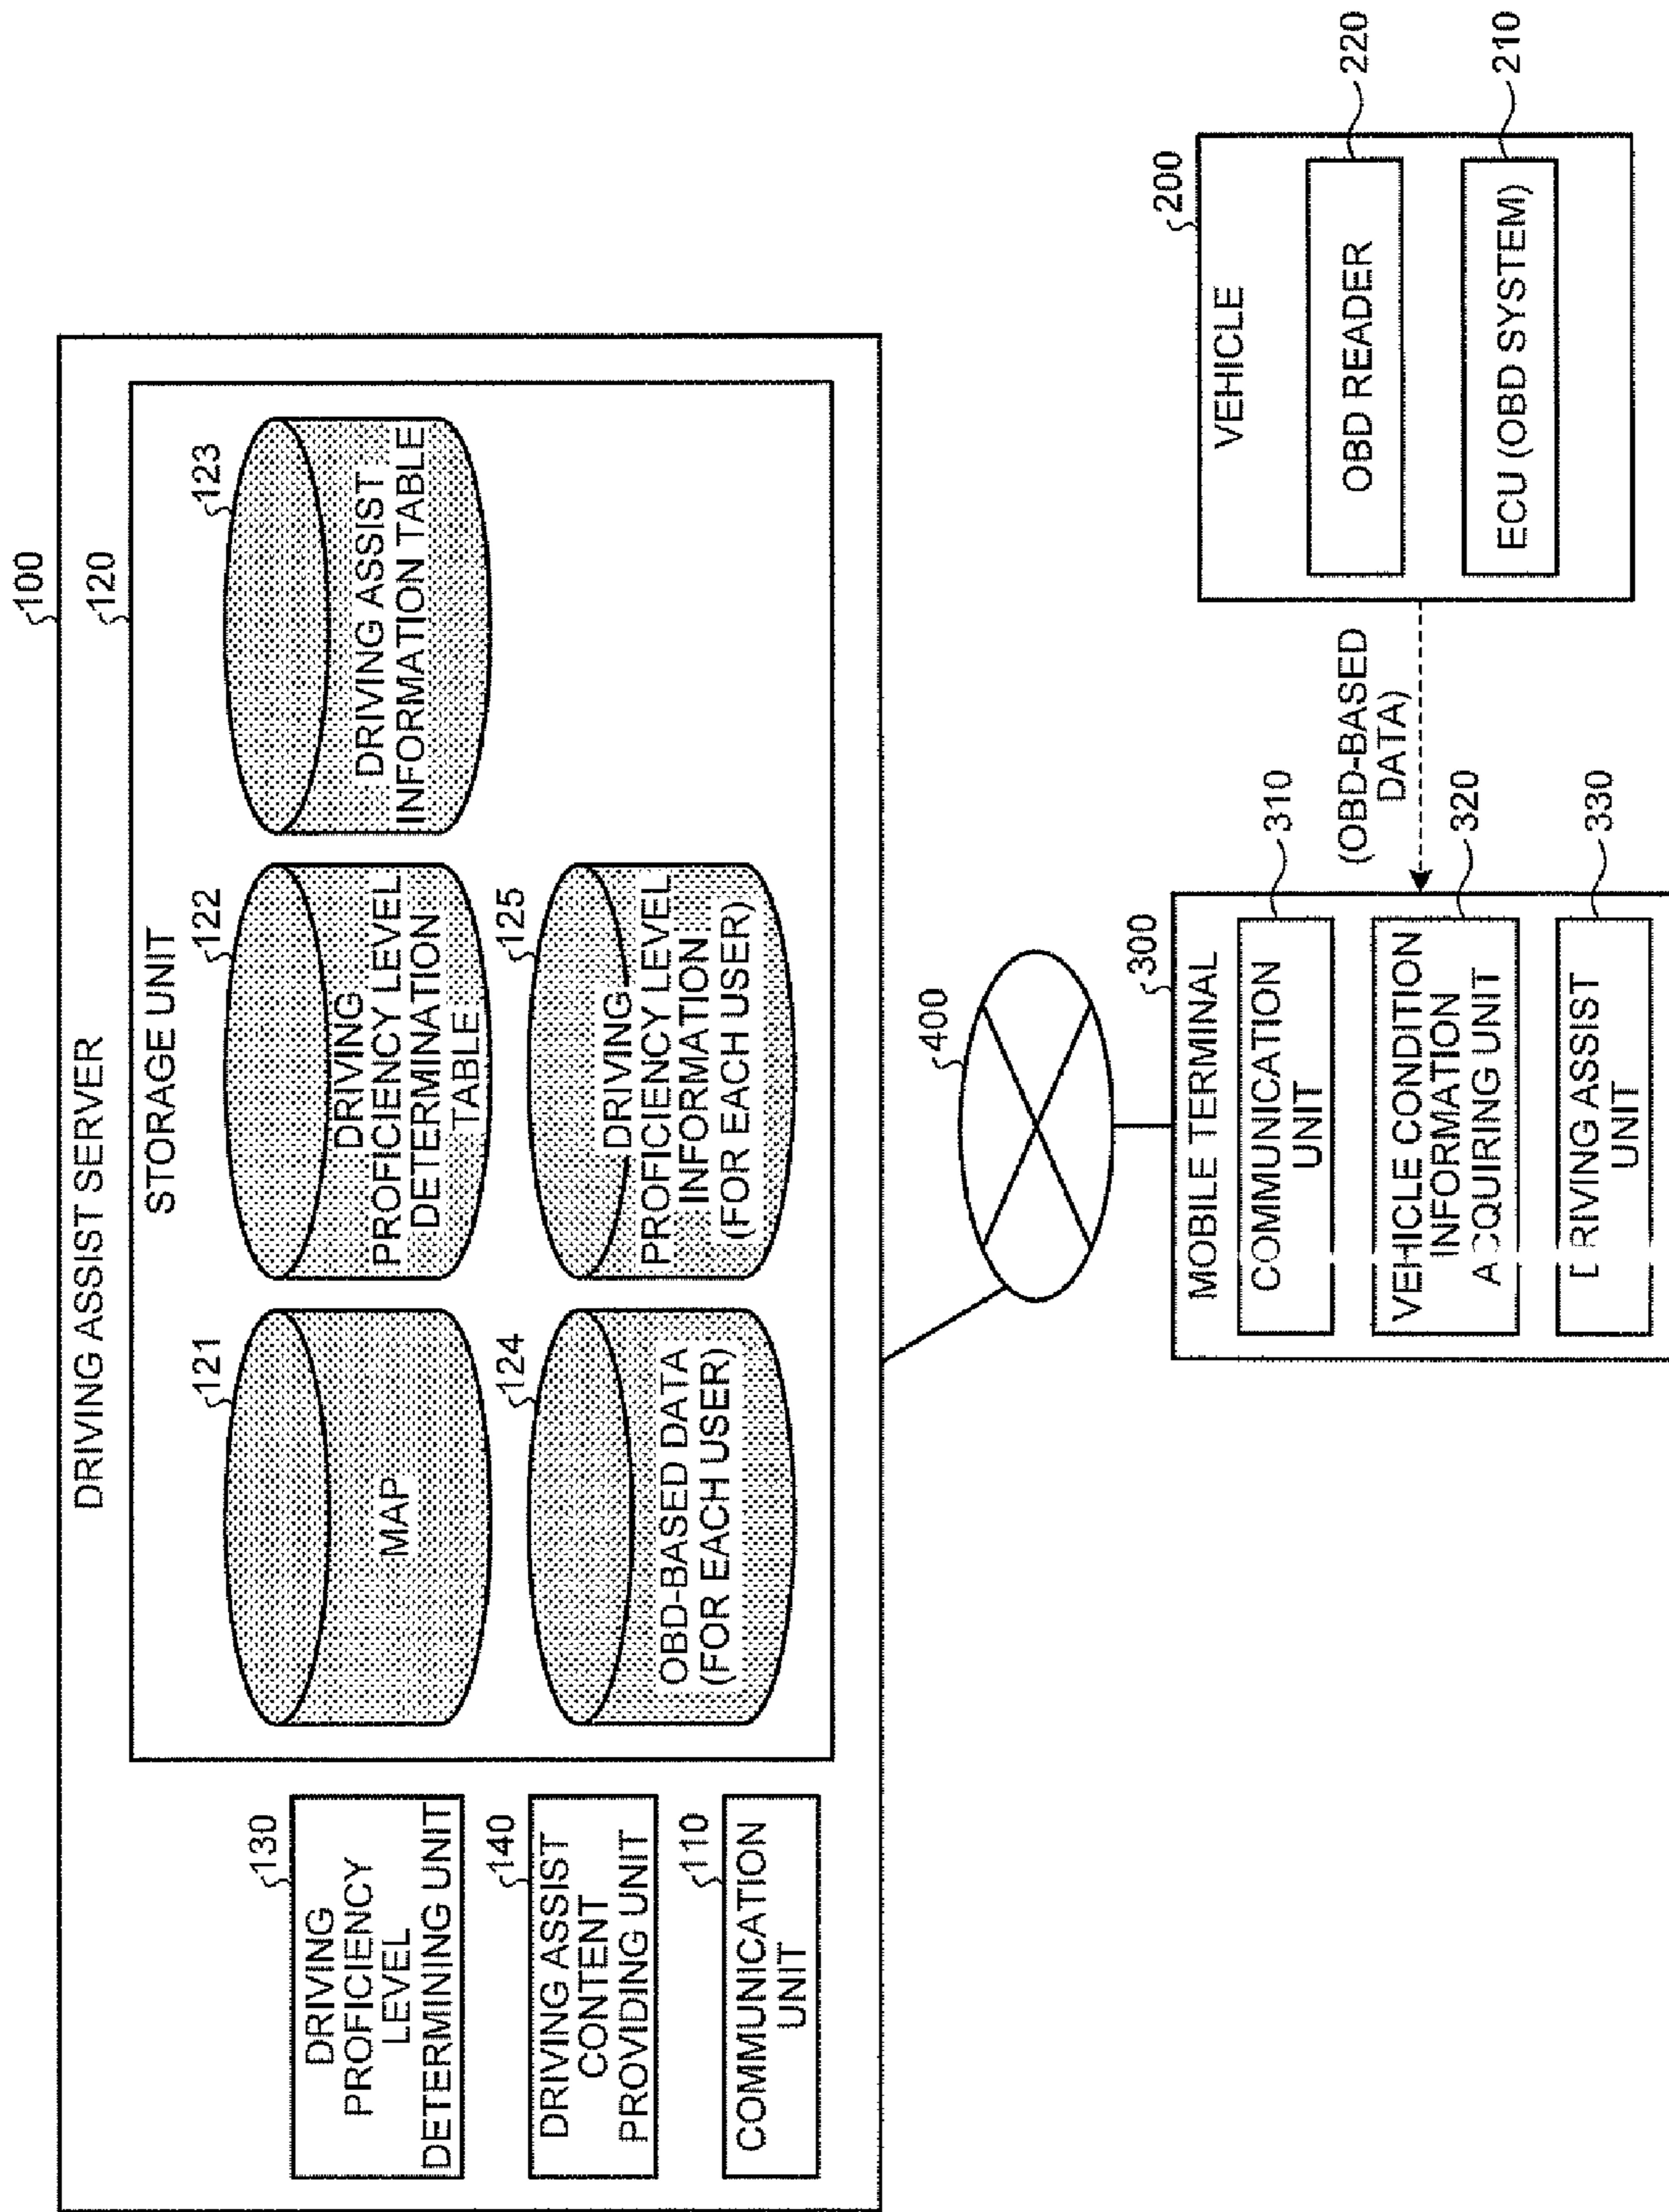 100
DRIVING ASSIST SERVER
120
STORAGE UNIT
130
DRIVING
PROFICIENCY
LEVEL
DETERMINING UNIT
140
DRIVING ASSIST
CONTENT
PROVIDING UNIT
110
COMMUNICATION
UNIT
121
MAP
122
DRIVING
PROFICIENCY LEVEL
DETERMINATION
TABLE
123
DRIVING ASSIST
INFORMATION TABLE
124
OBD-BASED DATA
(FOR EACH USER)
125
DRIVING
PROFICIENCY LEVEL
INFORMATION
(FOR EACH USER)
400
300
MOBILE TERMINAL
COMMUNICATION
UNIT
310
VEHICLE CONDITION
INFORMATION
ACQUIRING UNIT
320
DRIVING ASSIST
UNIT
330
(OBD-BASED
DATA)
200
VEHICLE
OBD READER
220
ECU (OBD SYSTEM)
210